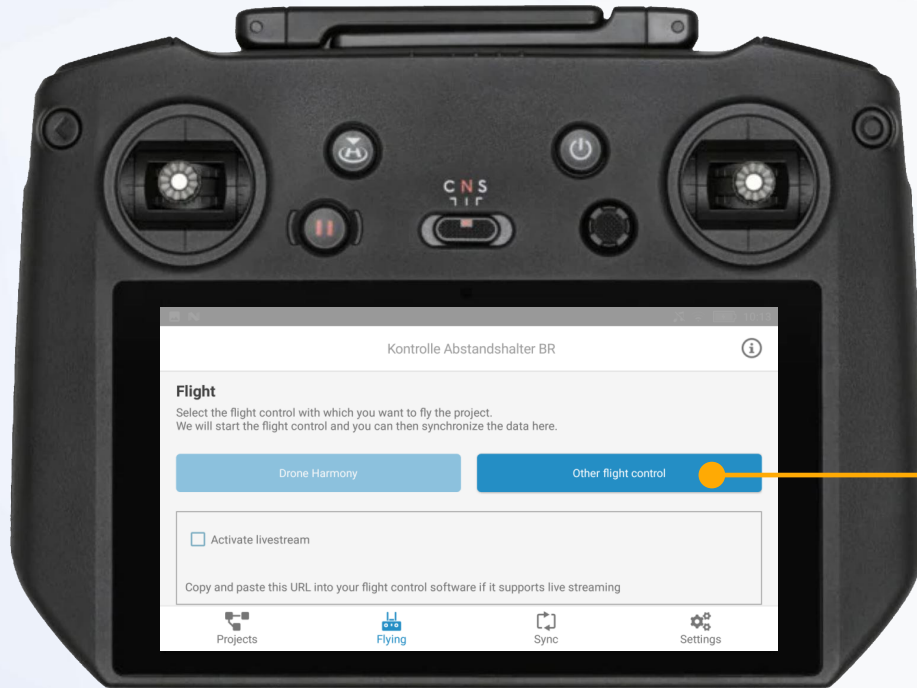 C N S
10:13
Kontrolle Abstandshalter BR
Flight
Select the flight control with which you want to fly the project.
We will start the flight control and you can then synchronize the data here.
Drone Harmony
Other flight control
Activate livestream
Copy and paste this URL into your flight control software if it supports live streaming
Projects
Flying
Sync
Settings